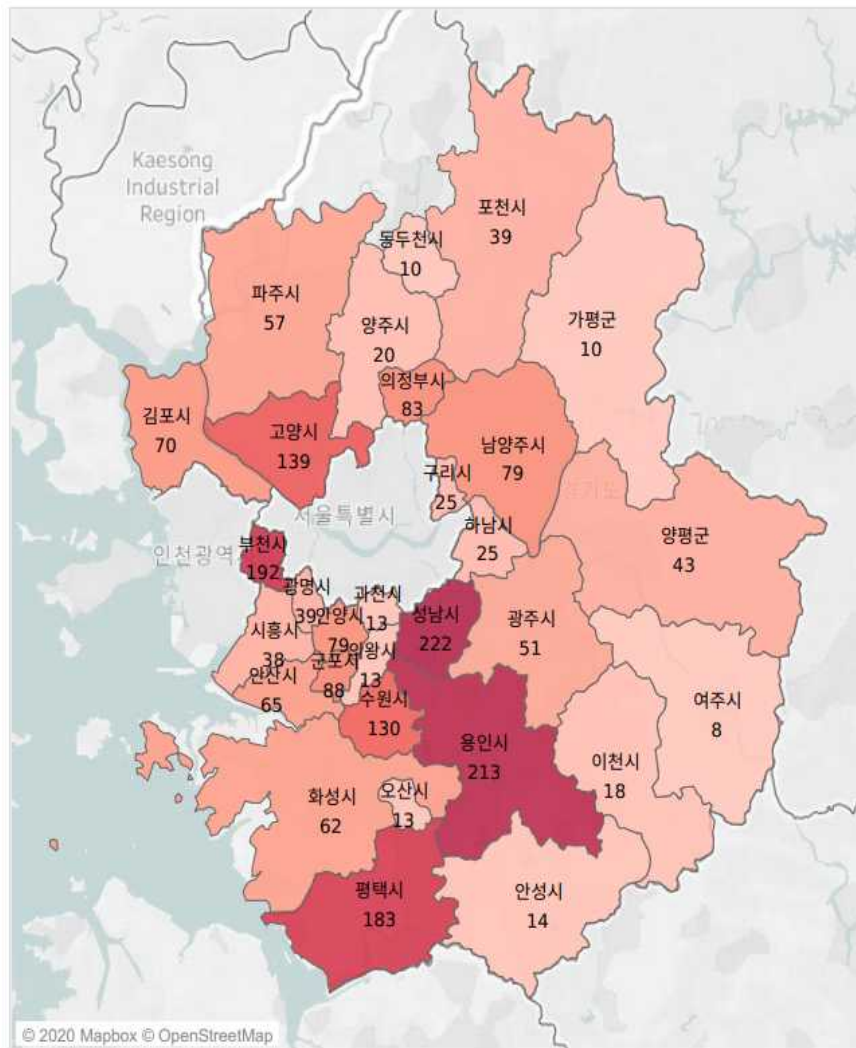 Kaesong
Industrial
Region
포천시
39
동두천시
10
파주시
57
양주시
20
가평군
10
의정부시
83
김포시
70
고양시
139
남양주시
79
구리시
25
경기도
서울특별시
하남시
25
양평군
43
인천광역
부천시
192
광명시
39
과천시
13
성남시
222
광주시
51
시흥시
38
안양시
79
의왕시
13
군포시
88
안산시
65
수원시
130
여주시
8
용인시
213
이천시
18
화성시
62
오산시
13
평택시
183
안성시
14
© 2020 Mapbox © OpenStreetMap